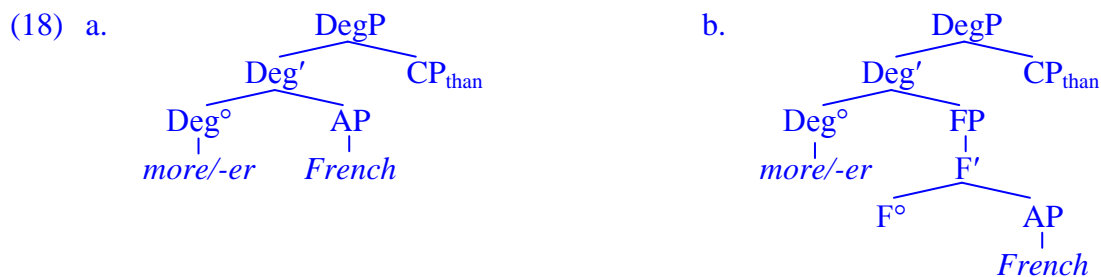 (18) a. DegP b. DegP
Deg′ CPthan Deg′ CPthan
Deg° AP Deg° FP
more/-er French more/-er F′
F° AP
French